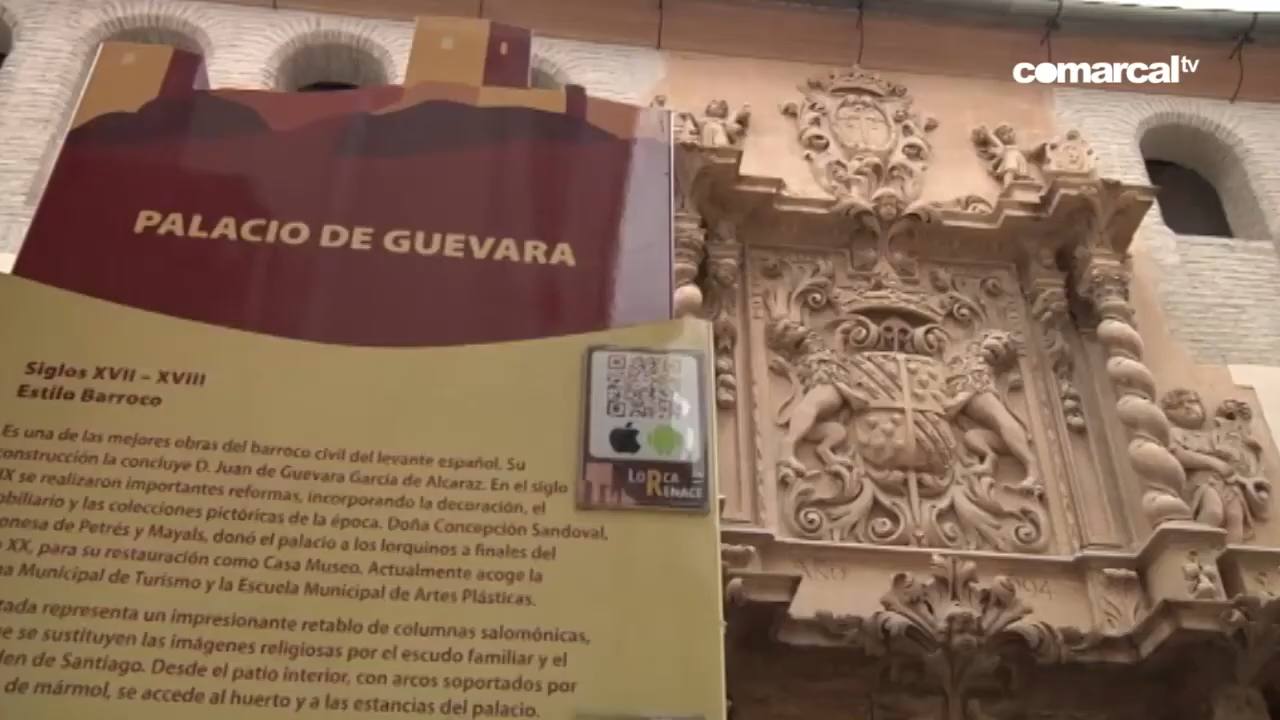 comarcal tv
PALACIO DE GUEVARA
Siglos XVII – XVIII
Estilo Barroco
Es una de las mejores obras del barroco civil del levante español. Su
construcción la concluye D. Juan de Guevara García de Alcaraz. En el siglo
IX se realizaron importantes reformas, incorporando la decoración, el
obiliario y las colecciones pictóricas de la época. Doña Concepción Sandoval,
onesa de Petrés y Mayals, donó el palacio a los lorquinos a finales del
XX, para su restauración como Casa Museo. Actualmente acoge la
na Municipal de Turismo y la Escuela Municipal de Artes Plásticas.
tada representa un impresionante retablo de columnas salomónicas,
ue se sustituyen las imágenes religiosas por el escudo familiar y el
den de Santiago. Desde el patio interior, con arcos soportados por
de mármol, se accede al huerto y a las estancias del palacio.
LORCA
RENACE